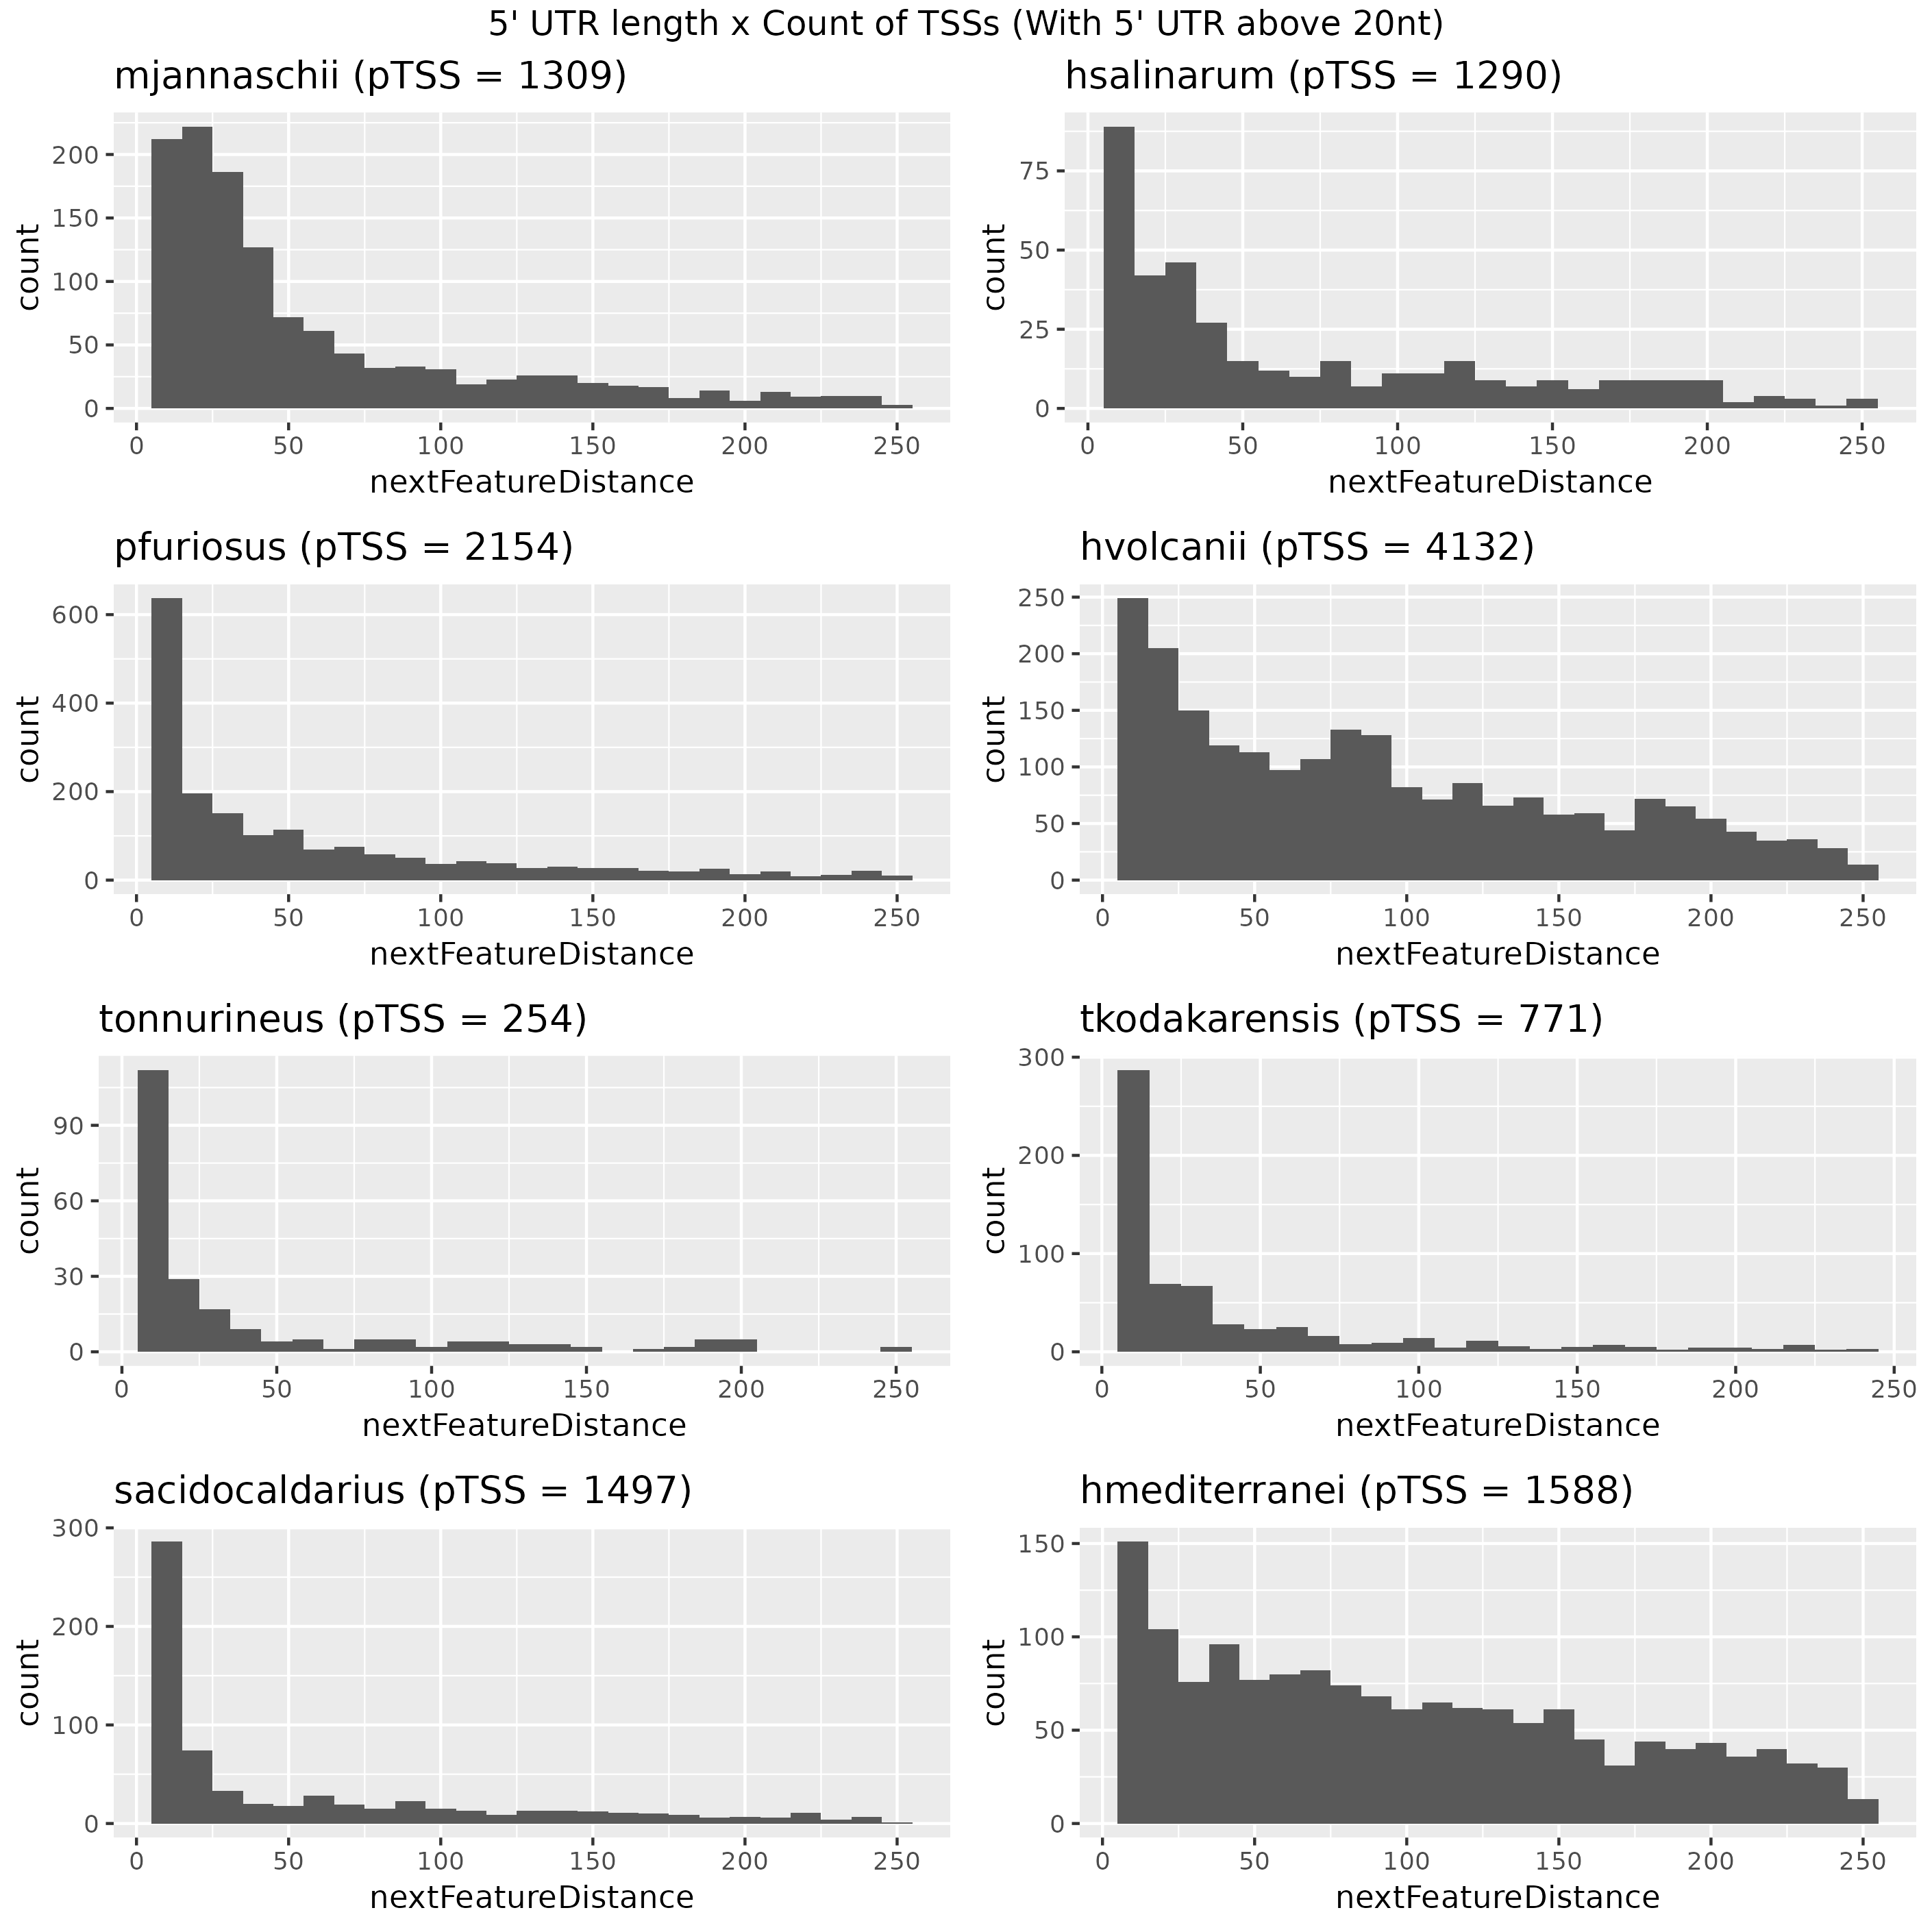 5' UTR length x Count of TSSs (With 5' UTR above 20nt)
mjannaschii (pTSS = 1309)
count
200
150
100
50
0
0 50 100 150 200 250
nextFeatureDistance
hsalinarum (pTSS = 1290)
count
75
50
25
0
0 50 100 150 200 250
nextFeatureDistance
pfuriosus (pTSS = 2154)
count
600
400
200
0
0 50 100 150 200 250
nextFeatureDistance
hvolcanii (pTSS = 4132)
count
250
200
150
100
50
0
0 50 100 150 200 250
nextFeatureDistance
tonnurineus (pTSS = 254)
count
90
60
30
0
0 50 100 150 200 250
nextFeatureDistance
tkodakarensis (pTSS = 771)
count
300
200
100
0
0 50 100 150 200 250
nextFeatureDistance
sacidocaldarius (pTSS = 1497)
count
300
200
100
0
0 50 100 150 200 250
nextFeatureDistance
hmediterranei (pTSS = 1588)
count
150
100
50
0
0 50 100 150 200 250
nextFeatureDistance